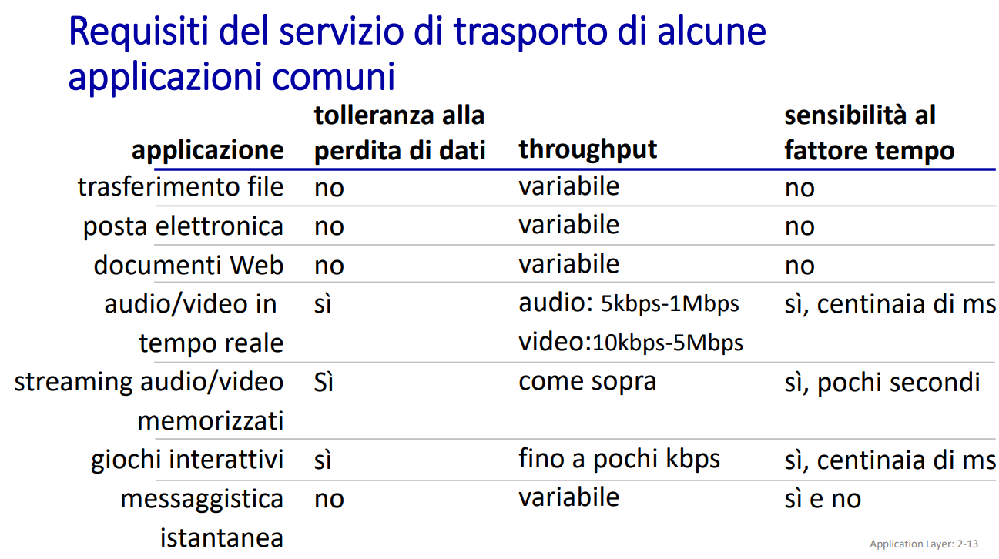 Requisiti del servizio di trasporto di alcune
applicazioni comuni
applicazione tolleranza alla perdita di dati throughput sensibilità al fattore tempo
trasferimento file no variabile no
posta elettronica no variabile no
documenti Web no variabile no
audio/video in tempo reale sì audio: 5kbps-1Mbps video:10kbps-5Mbps sì, centinaia di ms
streaming audio/video memorizzati Sì come sopra sì, pochi secondi
giochi interattivi sì fino a pochi kbps sì, centinaia di ms
messaggistica istantanea no variabile sì e no
Application Layer: 2-13